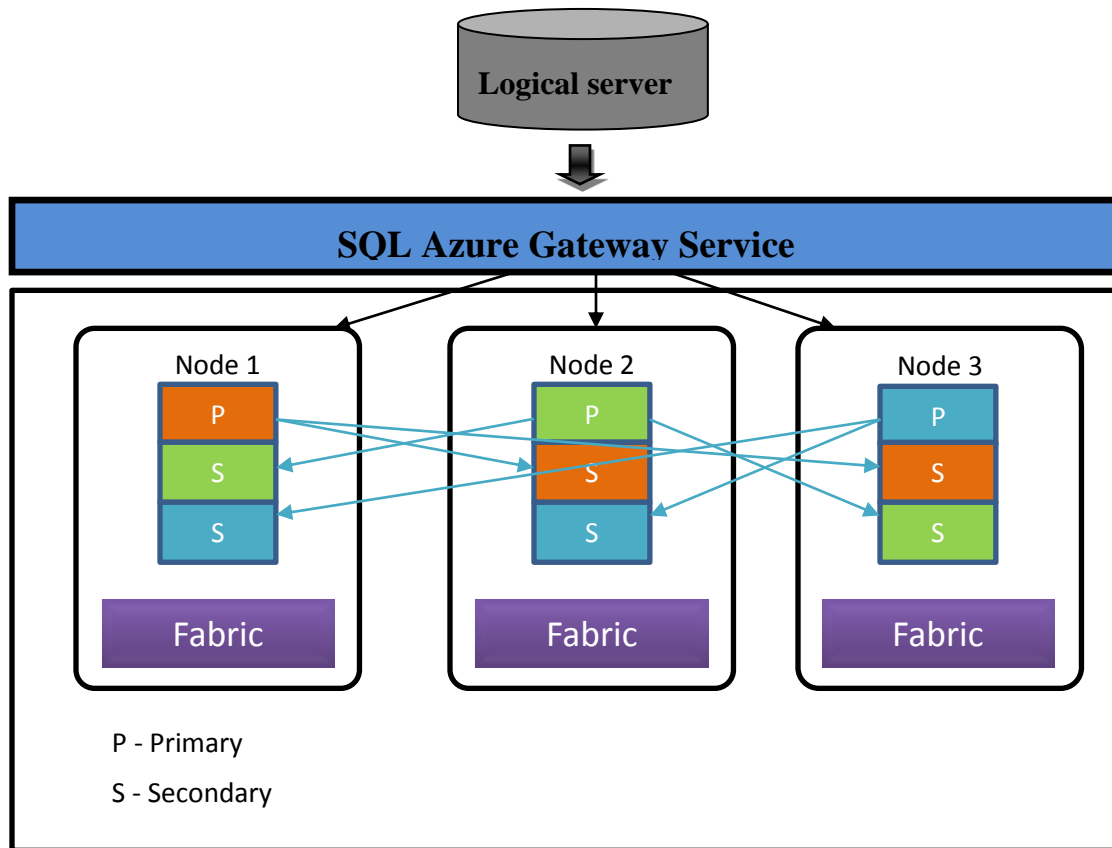 Logical server
SQL Azure Gateway Service
Node 1
Node 2
Node 3
P
P
P
S
S
S
S
S
S
Fabric
Fabric
Fabric
P - Primary
S - Secondary